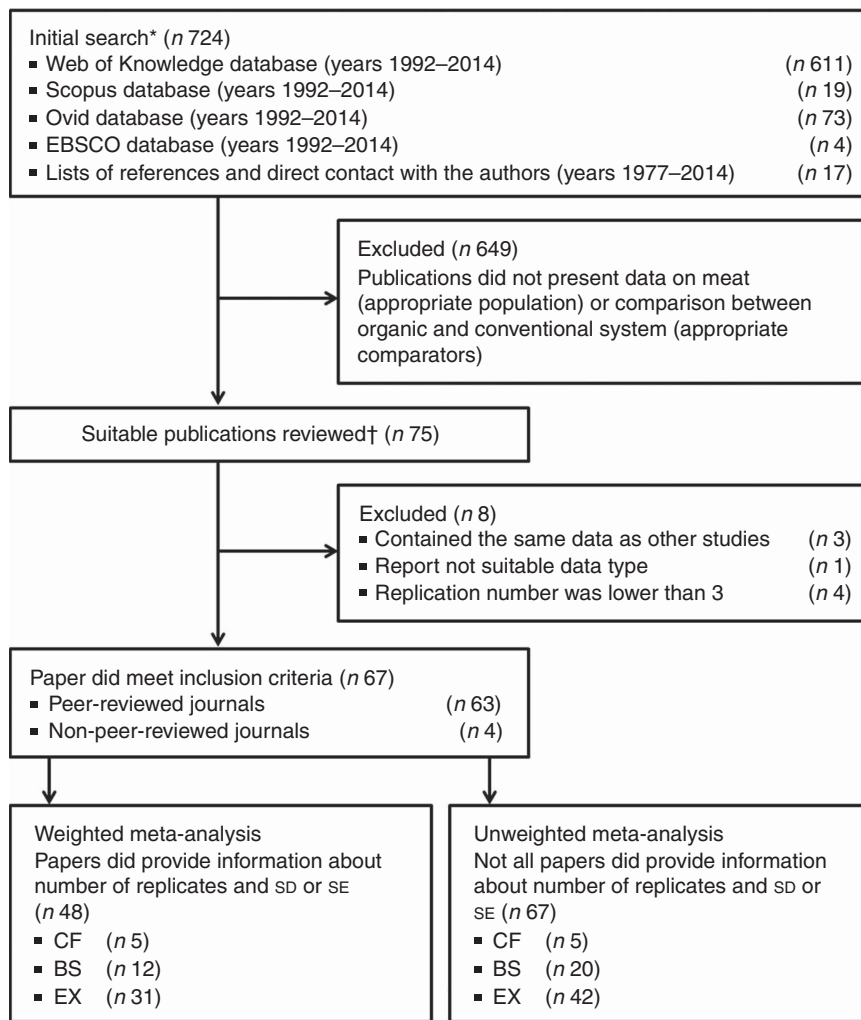 Initial search* (n 724)
▪ Web of Knowledge database (years 1992–2014) (n 611)
▪ Scopus database (years 1992–2014) (n 19)
▪ Ovid database (years 1992–2014) (n 73)
▪ EBSCO database (years 1992–2014) (n 4)
▪ Lists of references and direct contact with the authors (years 1977–2014) (n 17)
Excluded (n 649)
Publications did not present data on meat
(appropriate population) or comparison between
organic and conventional system (appropriate
comparators)
Suitable publications reviewed† (n 75)
Excluded (n 8)
▪ Contained the same data as other studies (n 3)
▪ Report not suitable data type (n 1)
▪ Replication number was lower than 3 (n 4)
Paper did meet inclusion criteria (n 67)
▪ Peer-reviewed journals (n 63)
▪ Non-peer-reviewed journals (n 4)
Weighted meta-analysis
Papers did provide information about
number of replicates and SD or SE
(n 48)
▪ CF (n 5)
▪ BS (n 12)
▪ EX (n 31)
Unweighted meta-analysis
Not all papers did provide information
about number of replicates and SD or
SE (n 67)
▪ CF (n 5)
▪ BS (n 20)
▪ EX (n 42)